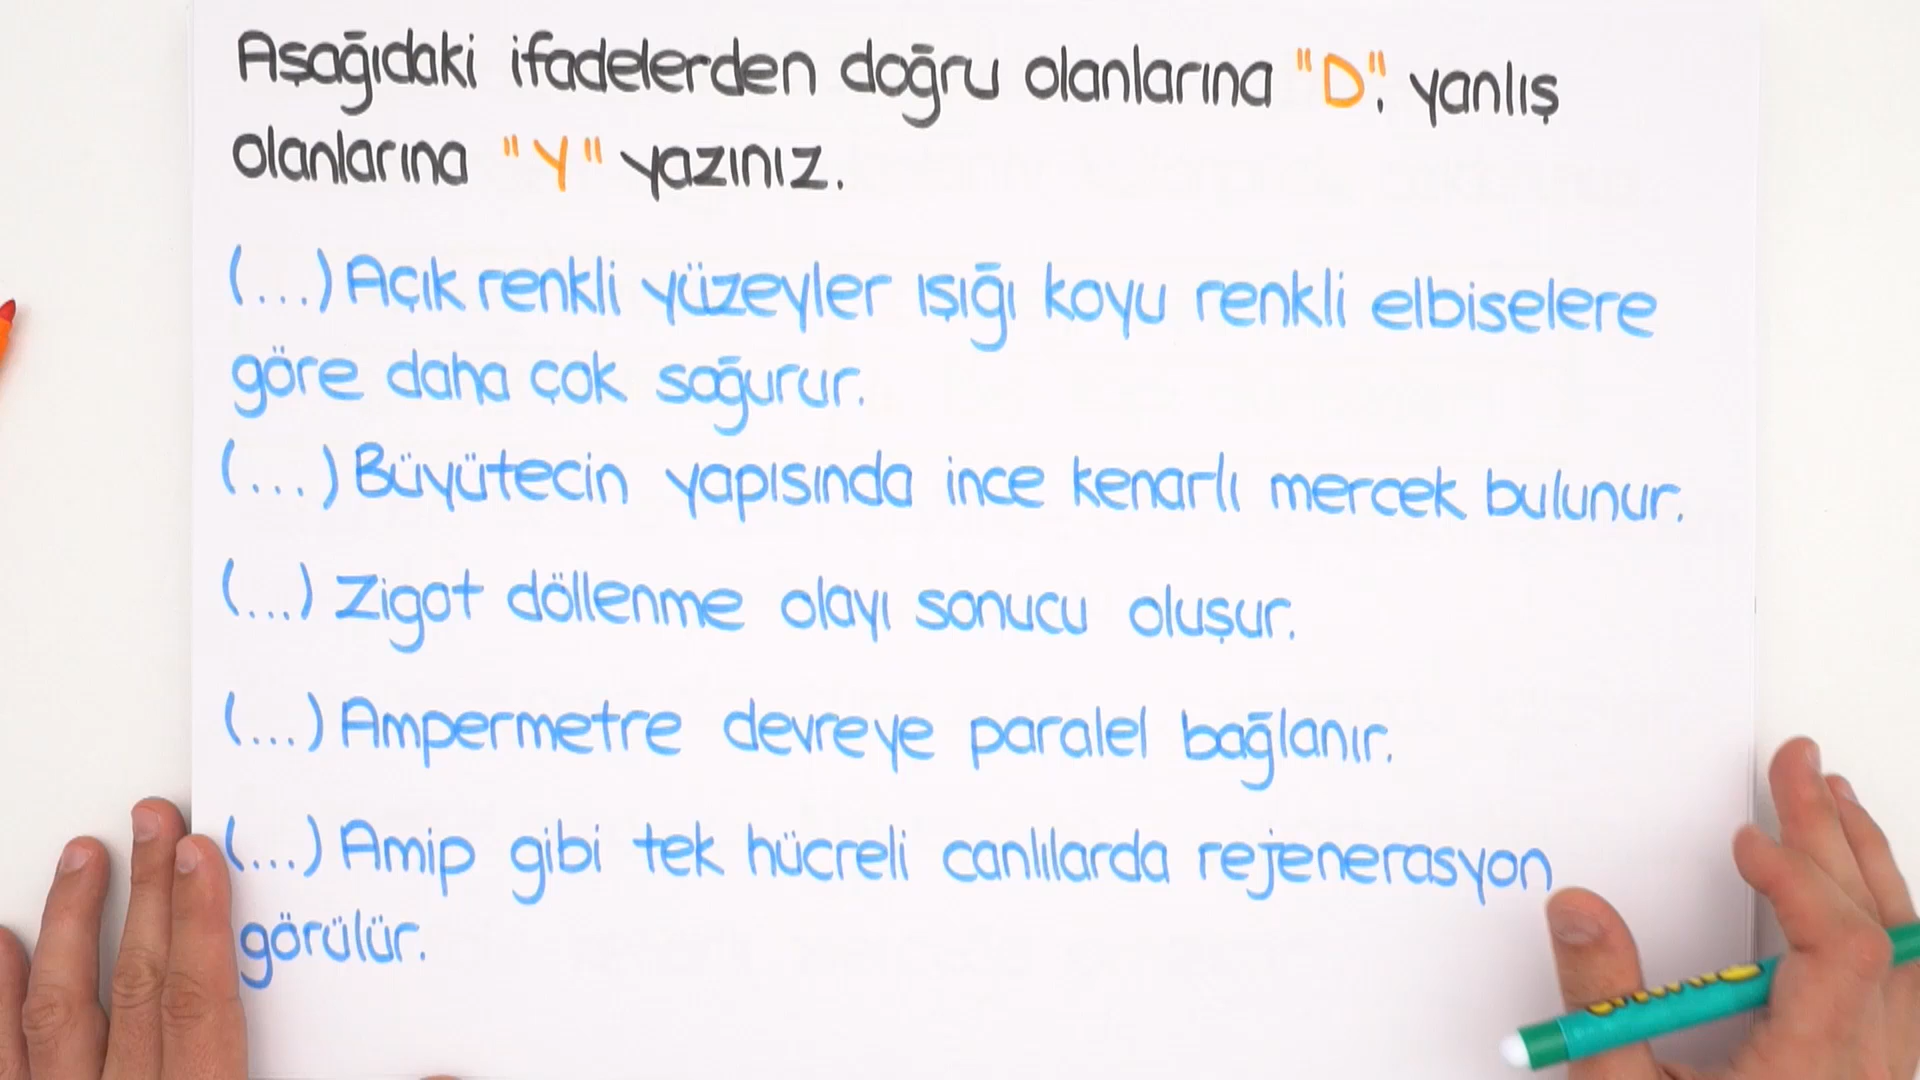 Aşağıdaki ifadelerden doğru olanlarına "D", yanlış
olanlarına "Y" yazınız.
(...) Açık renkli yüzeyler ışığı koyu renkli elbiselere
göre daha çok soğurur.
(...) Büyütecin yapısında ince kenarlı mercek bulunur.
(...) Zigot döllenme olayı sonucu oluşur.
(...) Ampermetre devreye paralel bağlanır.
(...) Amip gibi tek hücreli canlılarda rejenerasyon
görülür.